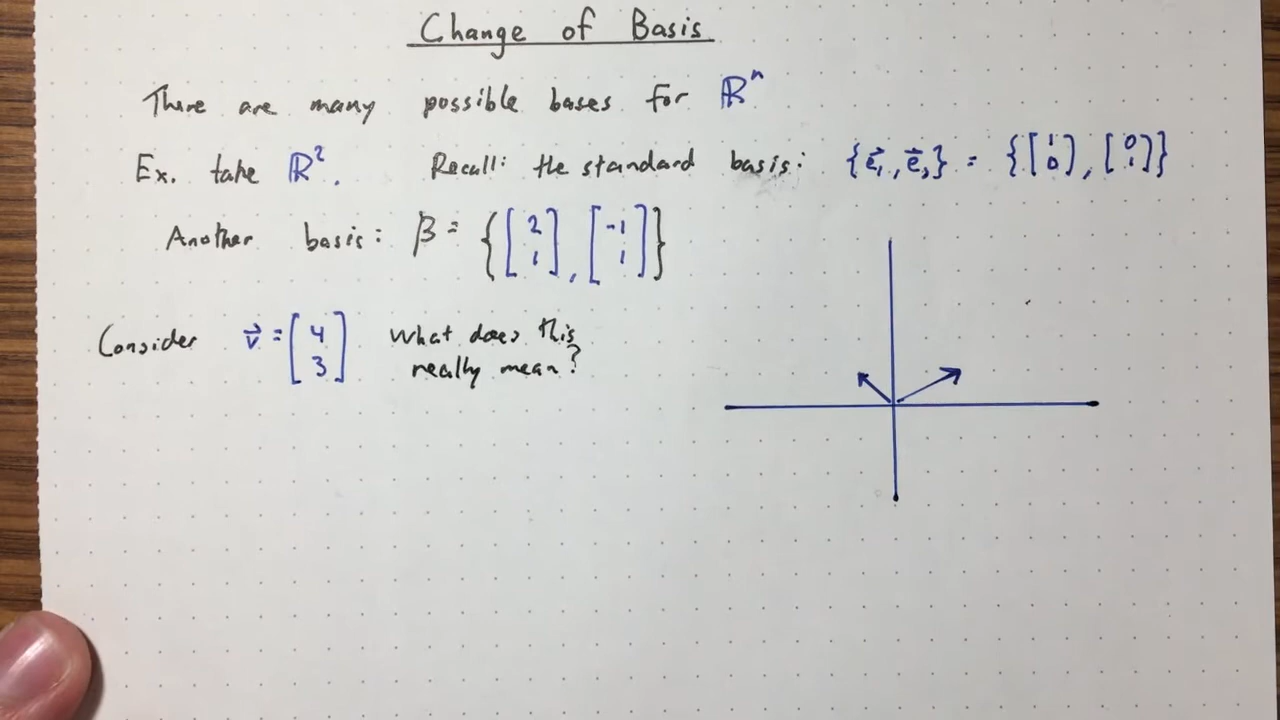 Change of Basis
There are many possible bases for ℝⁿ
Ex. take ℝ². Recall: the standard basis: {e⃗₁, e⃗₂} = {[1 0], [0 1]}
Another basis: β = {[2 1], [-1 1]}
Consider v⃗ = [4 3] What does this
really mean?